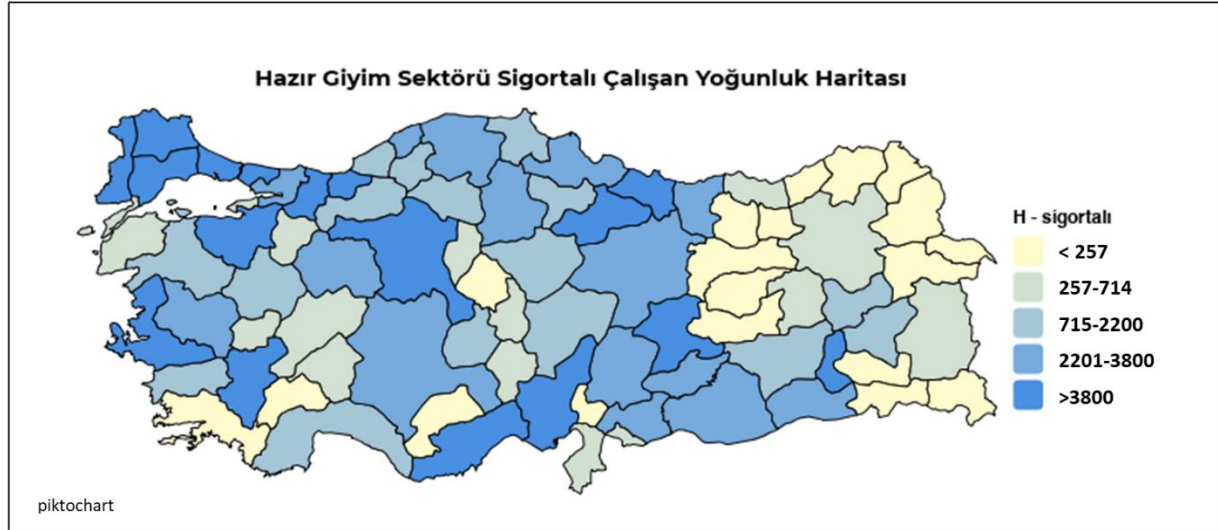 Hazır Giyim Sektörü Sigortalı Çalışan Yoğunluk Haritası
H - sigortalı
< 257
257-714
715-2200
2201-3800
>3800
piktochart